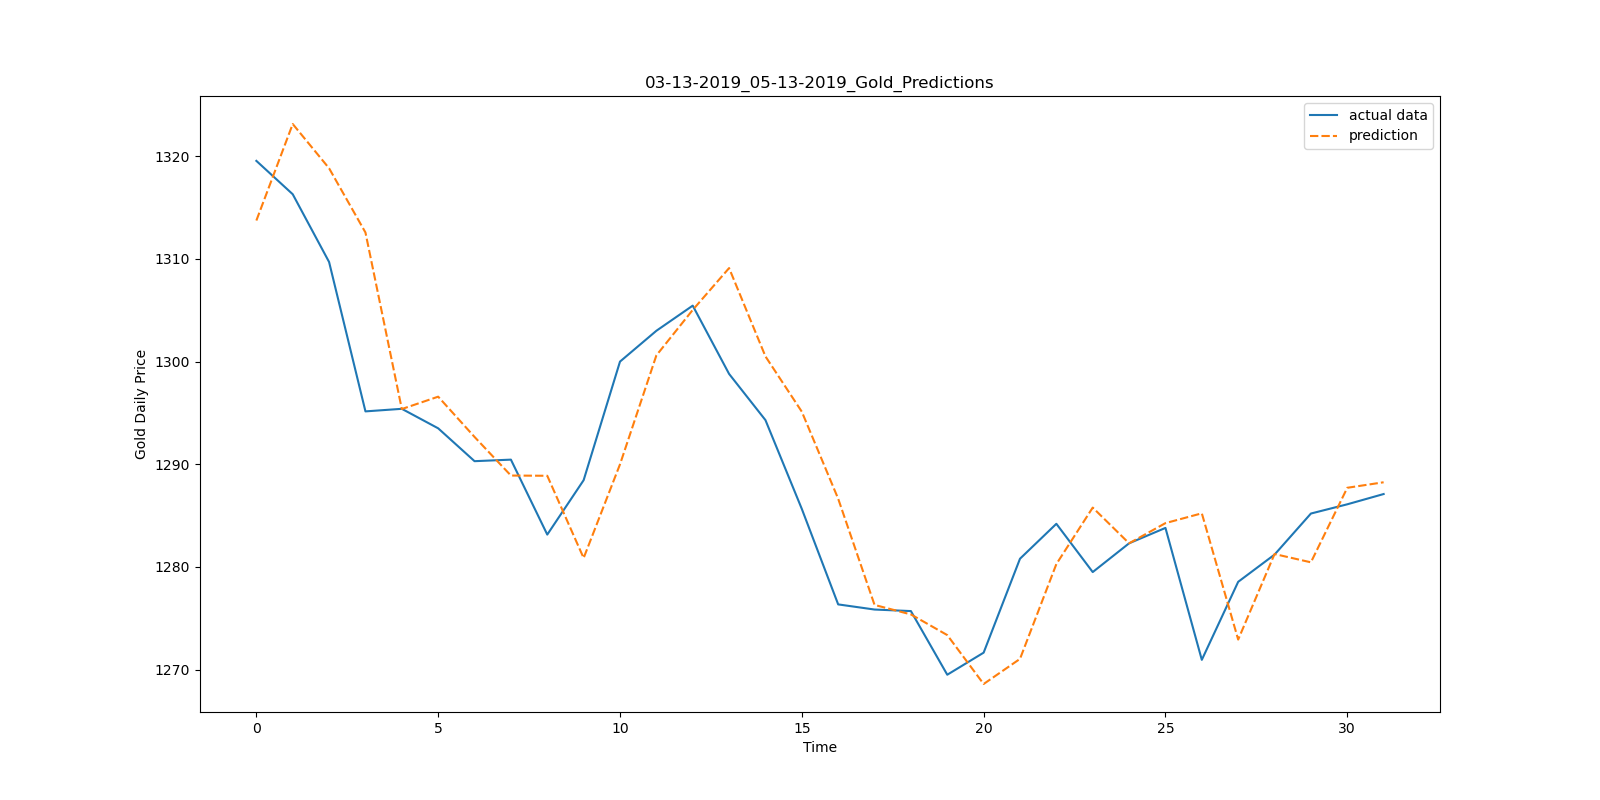 03-13-2019_05-13-2019_Gold_Predictions
actual data
prediction
1320
1310
1300
1290
1280
1270
Gold Daily Price
0 5 10 15 20 25 30
Time